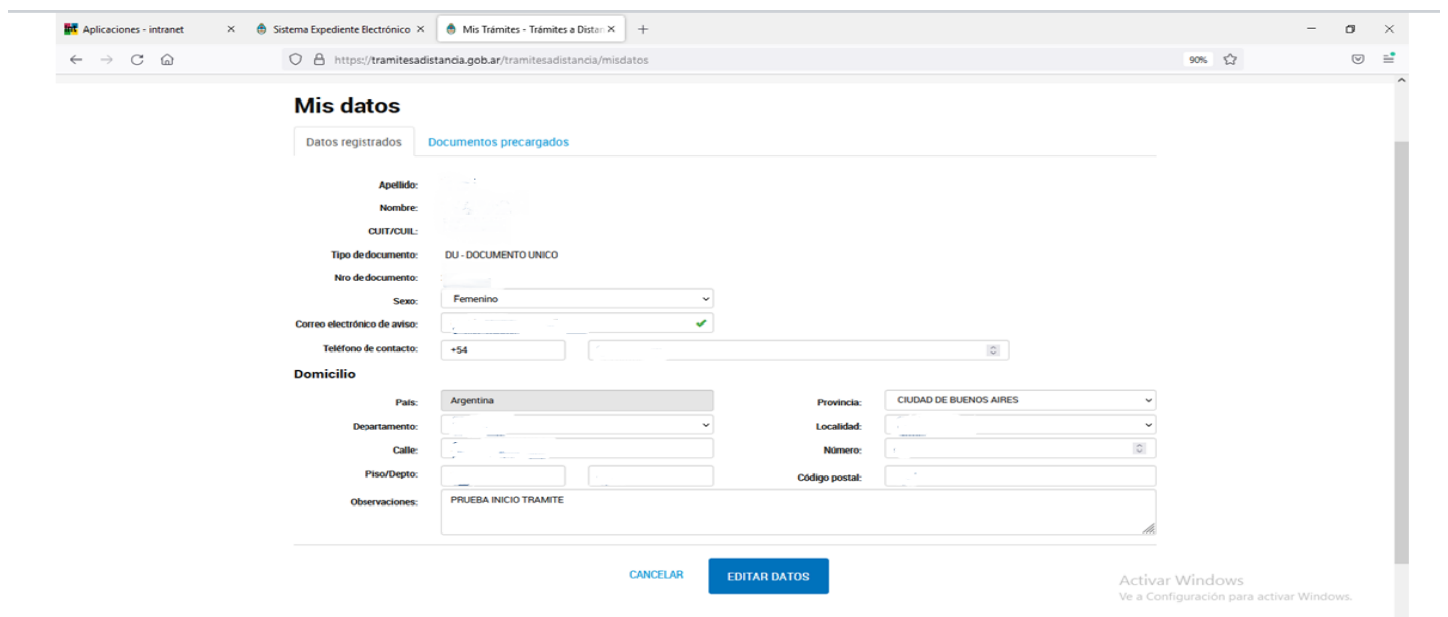 Aplicaciones - intranet
Sistema Expediente Electrónico
Mis Trámites - Trámites a Distan
https://tramitesadistancia.gob.ar/tramitesadistancia/misdatos
90%
Mis datos
Datos registrados
Documentos precargados
Apellido:
Nombre:
CUIT/CUIL:
Tipo de documento: DU - DOCUMENTO UNICO
Nro de documento:
Sexo: Femenino
Correo electrónico de aviso:
Teléfono de contacto: +54
Domicilio
País: Argentina
Provincia: CIUDAD DE BUENOS AIRES
Departamento:
Localidad:
Calle:
Número:
Piso/Depto:
Código postal:
Observaciones: PRUEBA INICIO TRAMITE
CANCELAR
EDITAR DATOS
Activar Windows
Ve a Configuración para activar Windows.